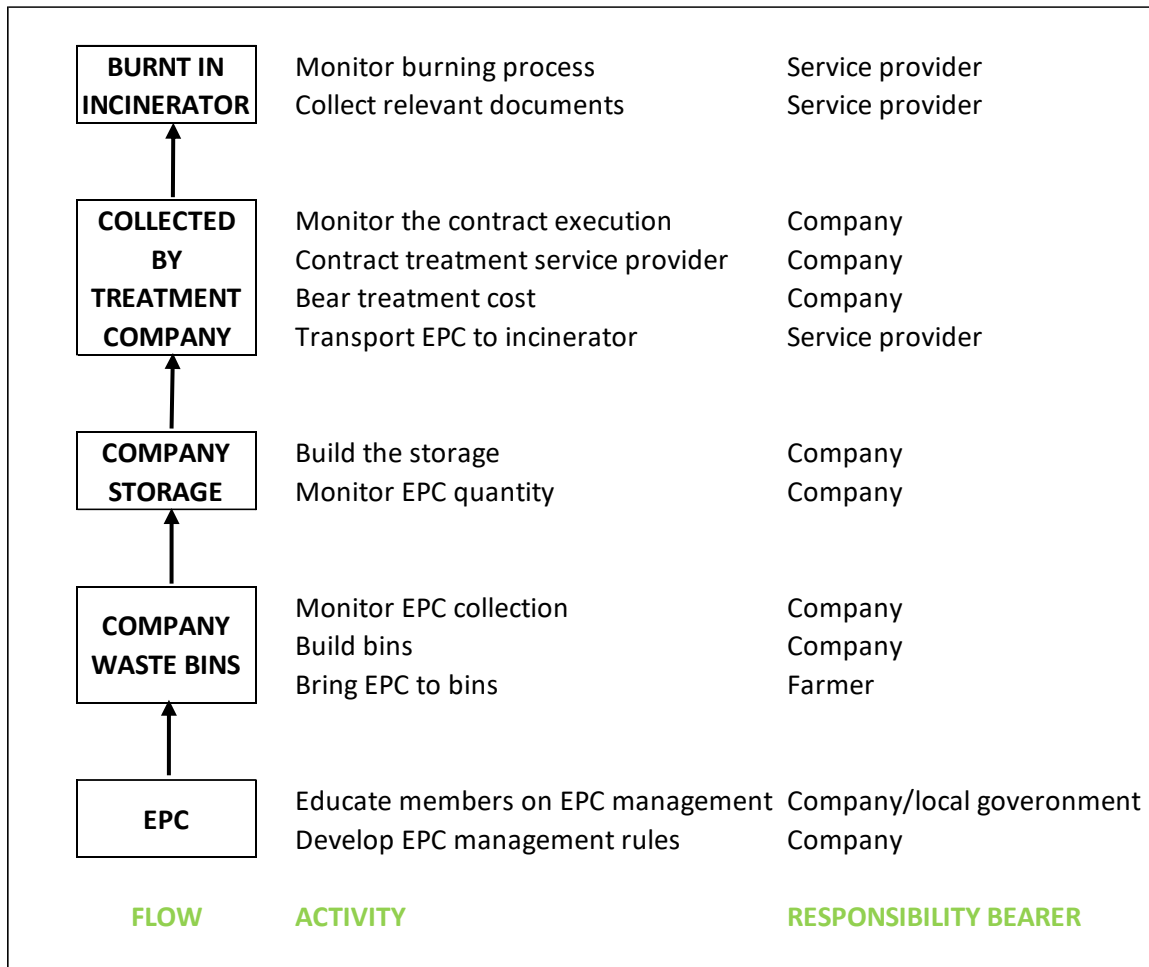 BURNT IN Monitor burning process Service provider
INCINERATOR Collect relevant documents Service provider
COLLECTED Monitor the contract execution Company
BY Contract treatment service provider Company
TREATMENT Bear treatment cost Company
COMPANY Transport EPC to incinerator Service provider
COMPANY Build the storage Company
STORAGE Monitor EPC quantity Company
Monitor EPC collection Company
COMPANY
Build bins Company
WASTE BINS
Bring EPC to bins Farmer
Educate members on EPC management Company/local goveronment
EPC
Develop EPC management rules Company
FLOW ACTIVITY RESPONSIBILITY BEARER